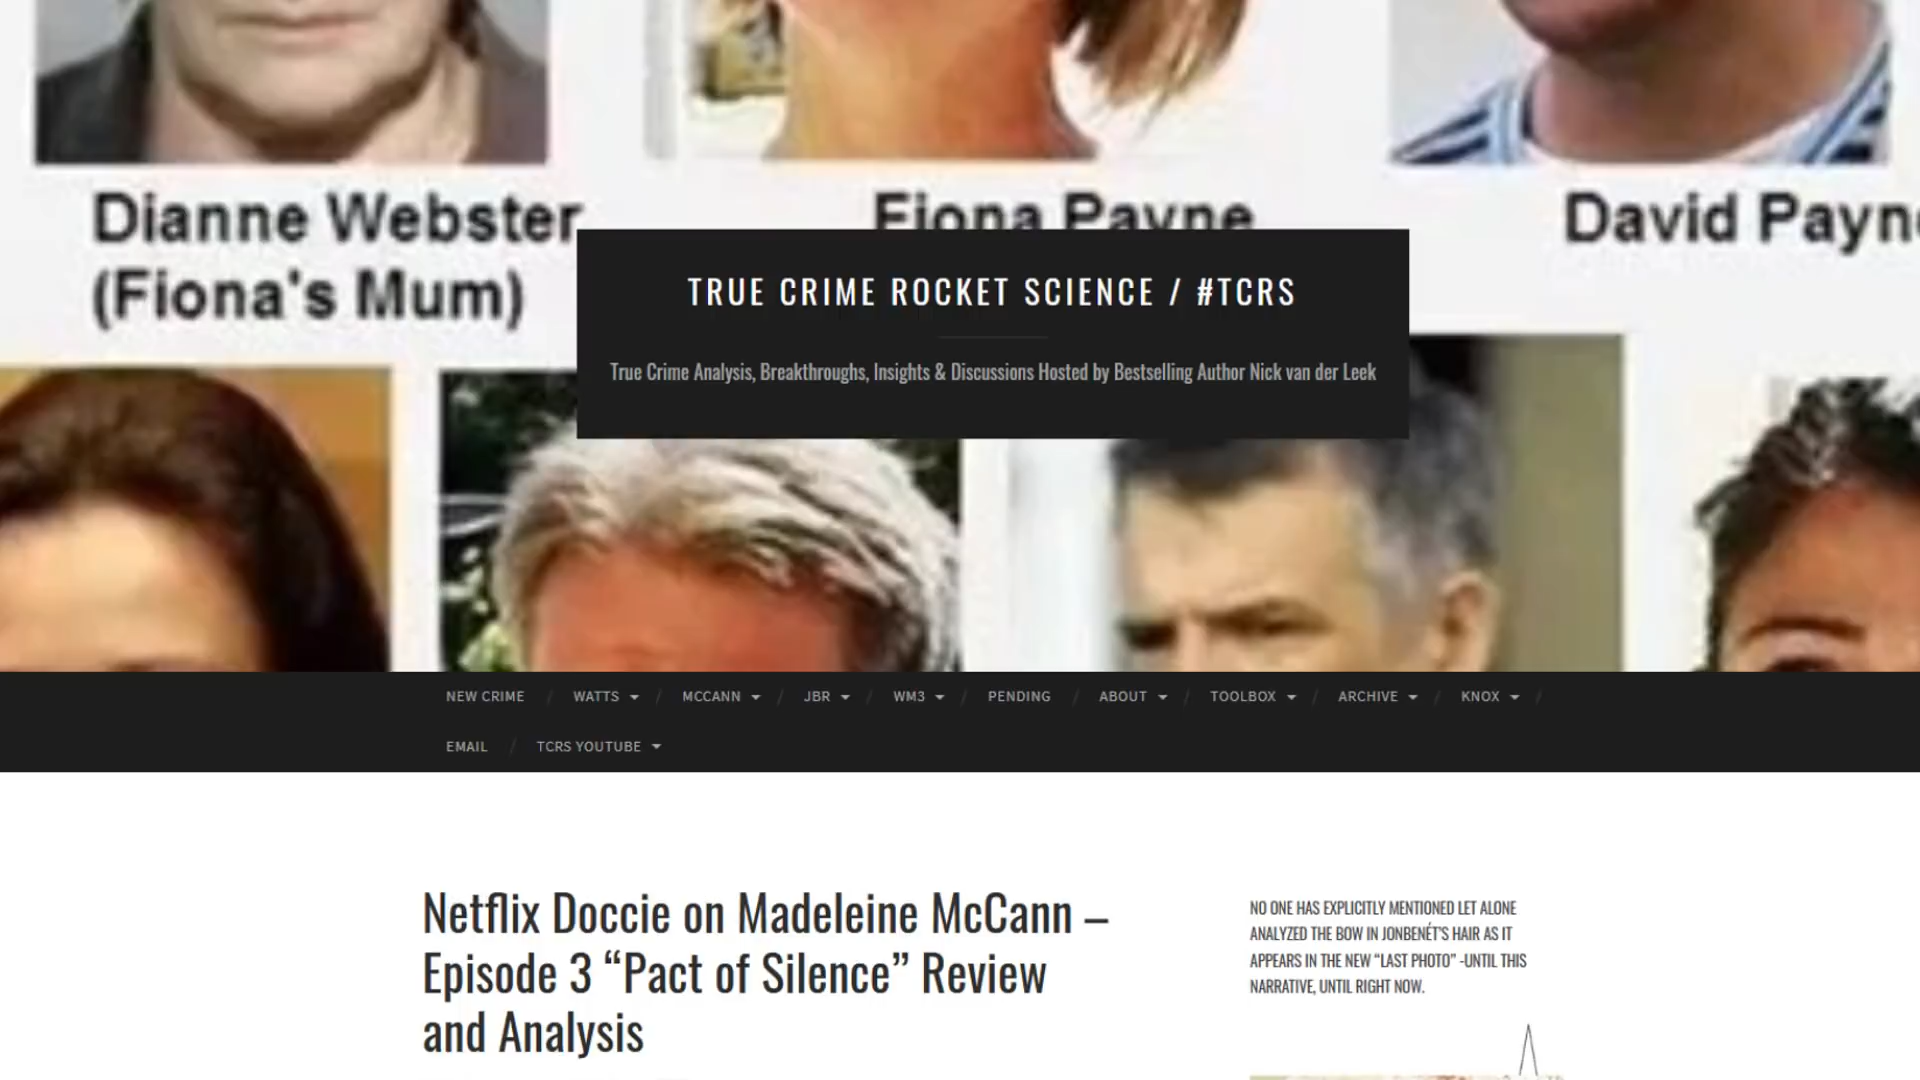 Dianne Webster
(Fiona's Mum)
Fiona Payne
David Payne
TRUE CRIME ROCKET SCIENCE / #TCRS
True Crime Analysis, Breakthroughs, Insights & Discussions Hosted by Bestselling Author Nick van der Leek
NEW CRIME / WATTS / MCCANN / JBR / WM3 / PENDING / ABOUT / TOOLBOX / ARCHIVE / KNOX /
EMAIL / TCRS YOUTUBE
Netflix Doccie on Madeleine McCann –
Episode 3 “Pact of Silence” Review
and Analysis
NO ONE HAS EXPLICITLY MENTIONED LET ALONE
ANALYZED THE BOW IN JONBENÉT'S HAIR AS IT
APPEARS IN THE NEW “LAST PHOTO” -UNTIL THIS
NARRATIVE, UNTIL RIGHT NOW.